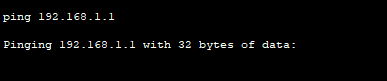 ping 192.168.1.1
Pinging 192.168.1.1 with 32 bytes of data: